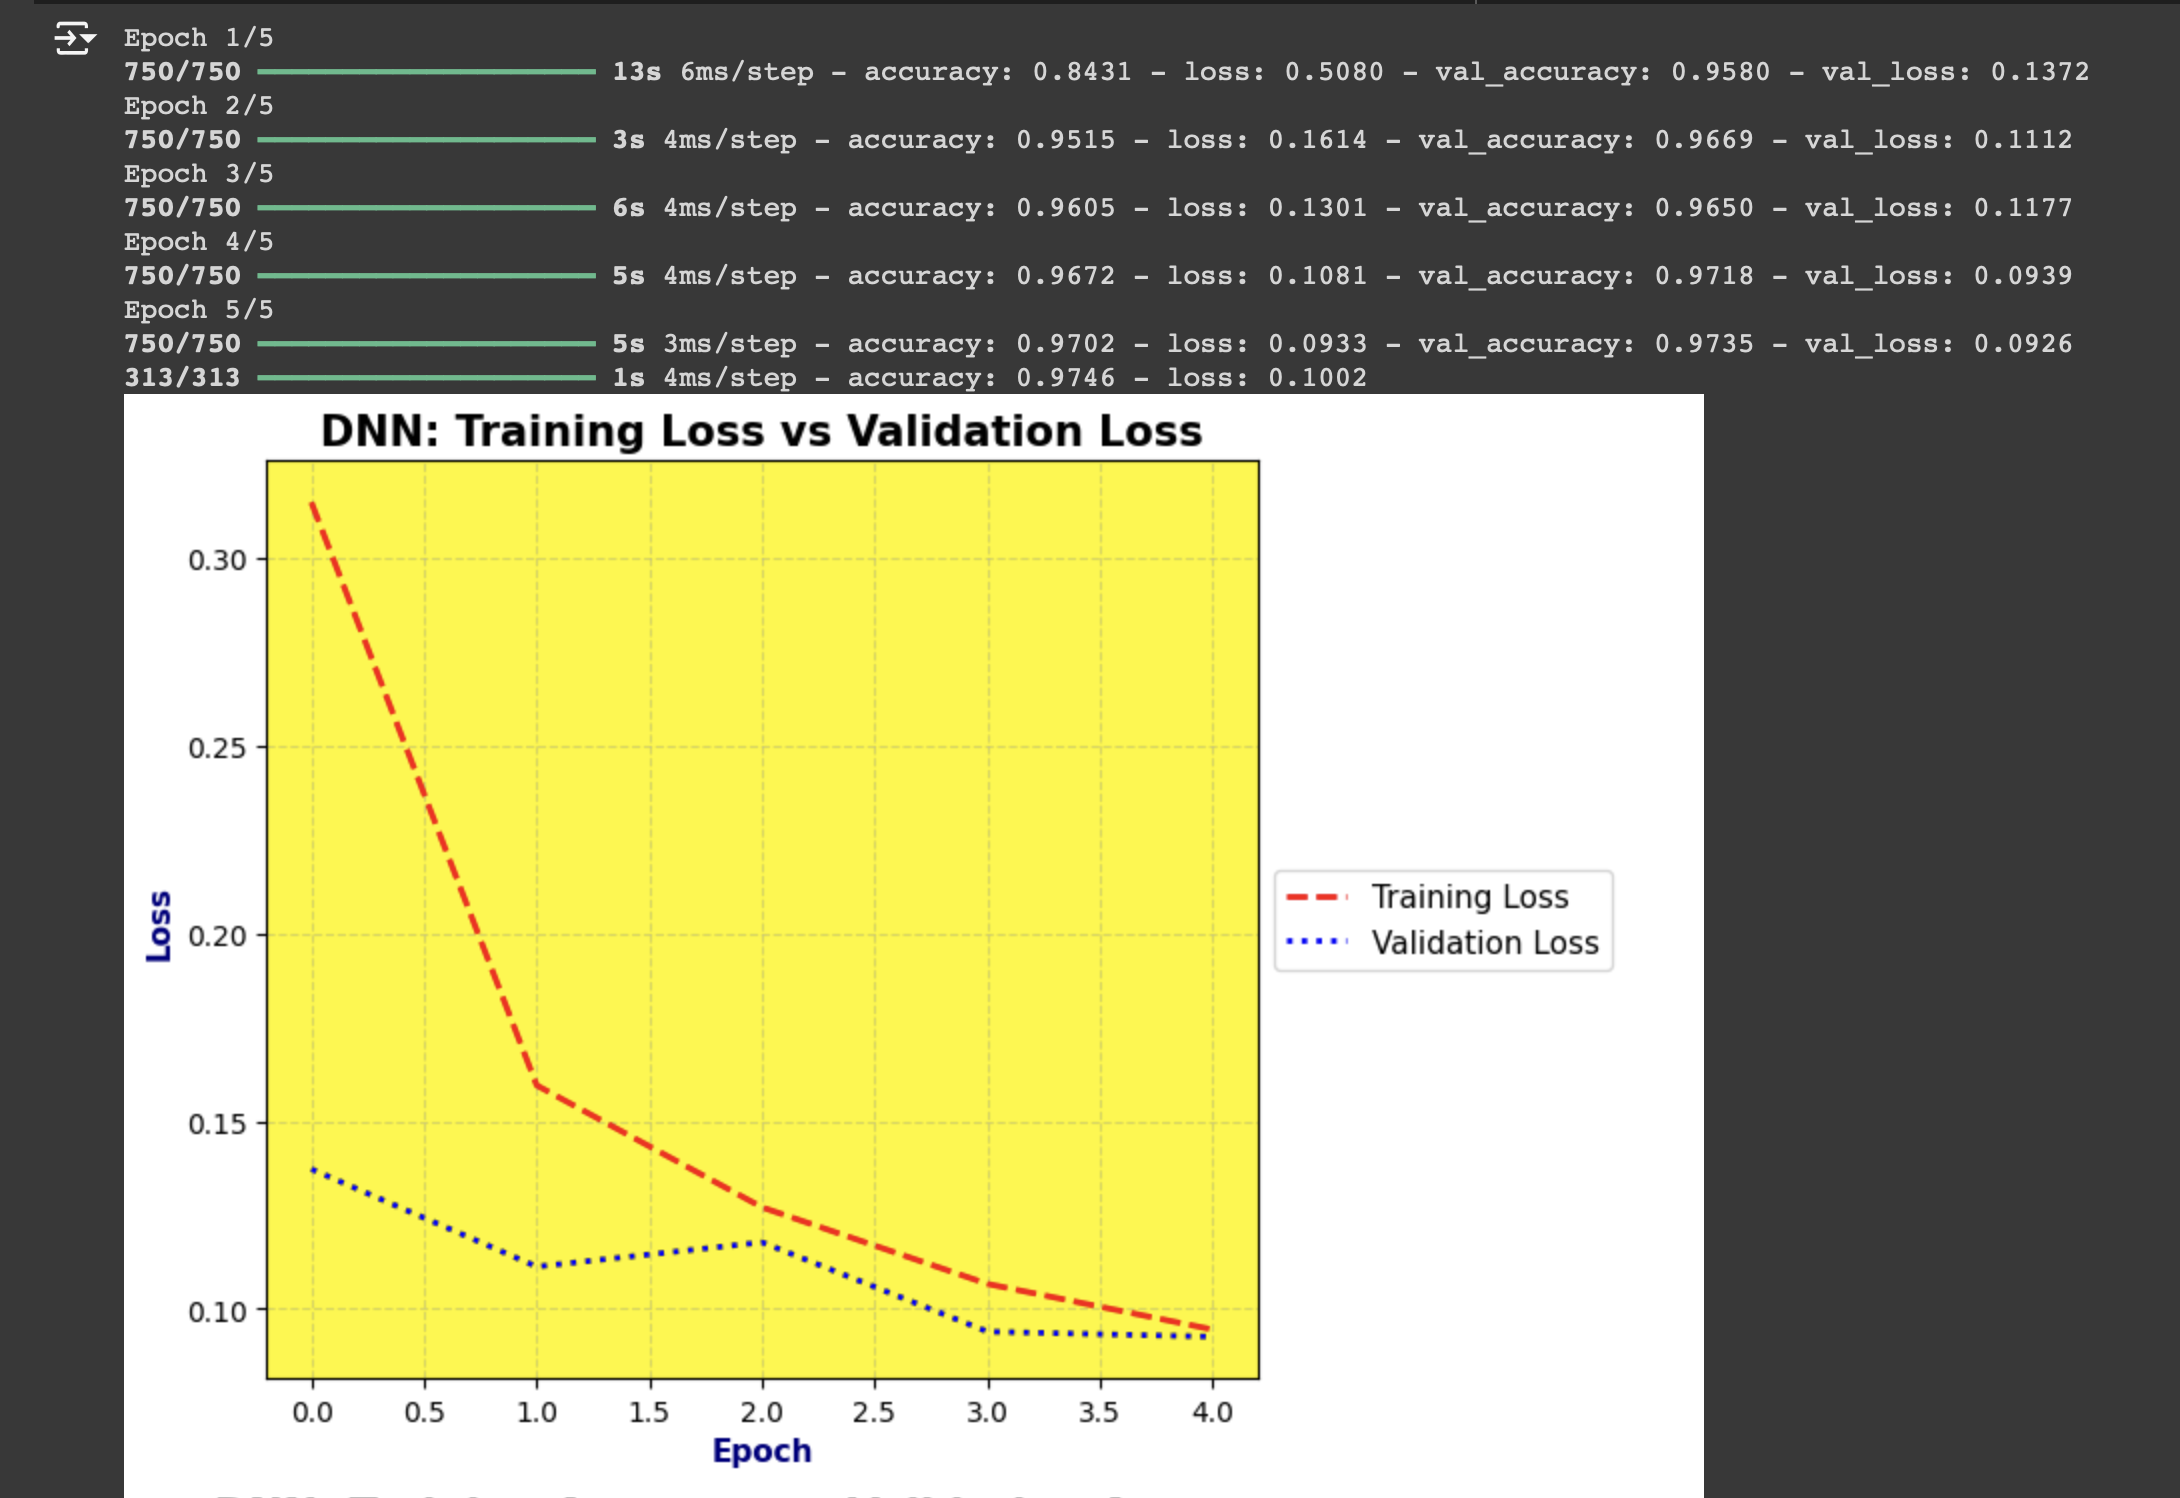 Epoch 1/5
750/750 ━━━━━━━━━━━━━━━━━━━━ 13s 6ms/step - accuracy: 0.8431 - loss: 0.5080 - val_accuracy: 0.9580 - val_loss: 0.1372
Epoch 2/5
750/750 ━━━━━━━━━━━━━━━━━━━━ 3s 4ms/step - accuracy: 0.9515 - loss: 0.1614 - val_accuracy: 0.9669 - val_loss: 0.1112
Epoch 3/5
750/750 ━━━━━━━━━━━━━━━━━━━━ 6s 4ms/step - accuracy: 0.9605 - loss: 0.1301 - val_accuracy: 0.9650 - val_loss: 0.1177
Epoch 4/5
750/750 ━━━━━━━━━━━━━━━━━━━━ 5s 4ms/step - accuracy: 0.9672 - loss: 0.1081 - val_accuracy: 0.9718 - val_loss: 0.0939
Epoch 5/5
750/750 ━━━━━━━━━━━━━━━━━━━━ 5s 3ms/step - accuracy: 0.9702 - loss: 0.0933 - val_accuracy: 0.9735 - val_loss: 0.0926
313/313 ━━━━━━━━━━━━━━━━━━━━ 1s 4ms/step - accuracy: 0.9746 - loss: 0.1002
DNN: Training Loss vs Validation Loss
0.30
0.25
0.20
0.15
0.10
Loss
Training Loss
Validation Loss
0.0 0.5 1.0 1.5 2.0 2.5 3.0 3.5 4.0
Epoch